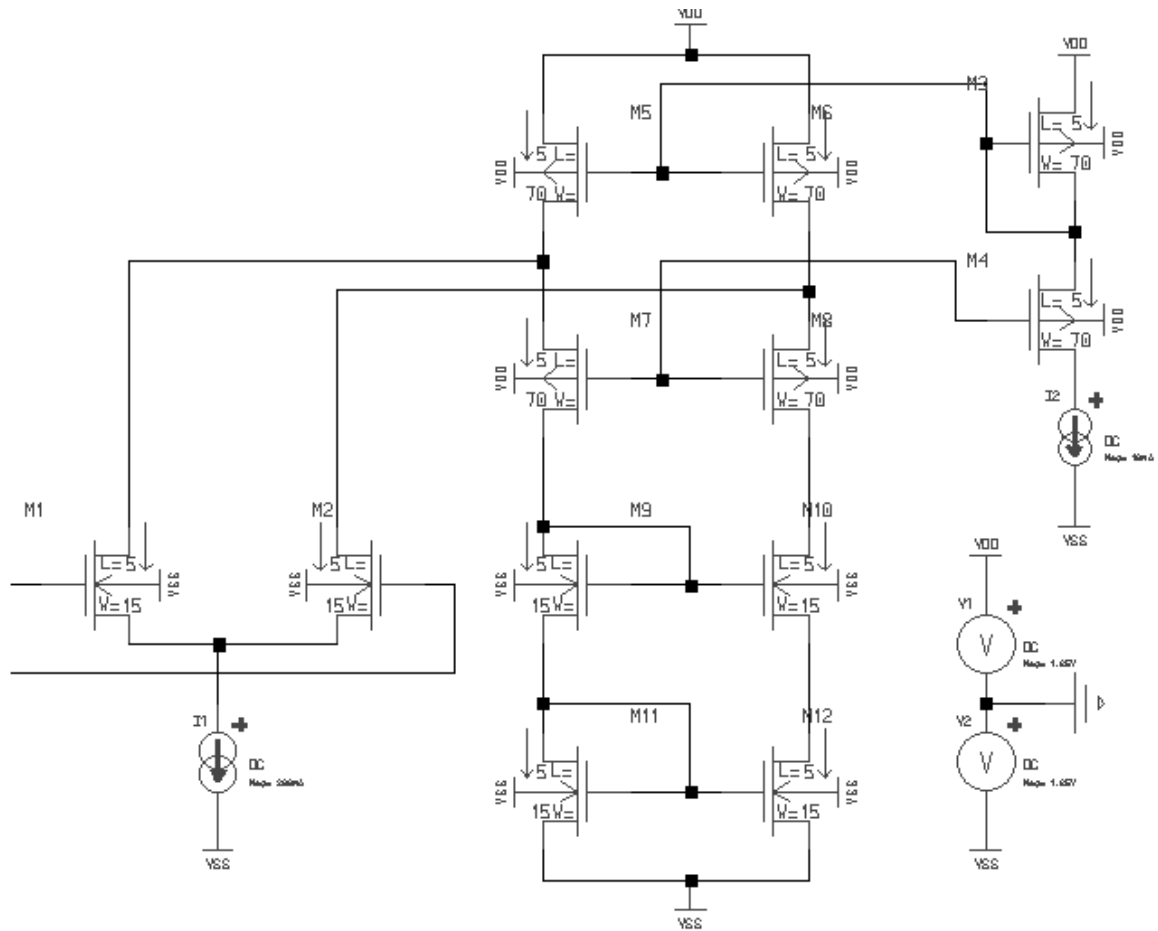 VDD
VDD
M3
M5
M6
L= 5
W= 70
VDD
5 L=
70 W=
VDD
L= 5
W= 70
VDD
M4
L= 5
W= 70
VDD
M7
M8
5 L=
70 W=
VDD
L= 5
W= 70
VDD
I2
DC
VSS
M1
M2
M9
M10
L= 5
W= 15
VSS
5 L=
15 W=
VSS
5 L=
15 W=
VSS
L= 5
W= 15
VSS
VDD
V1
DC
Mag= 1.65V
V2
DC
Mag= 1.65V
VSS
I1
DC
VSS
M11
M12
5 L=
15 W=
VSS
L= 5
W= 15
VSS
VSS